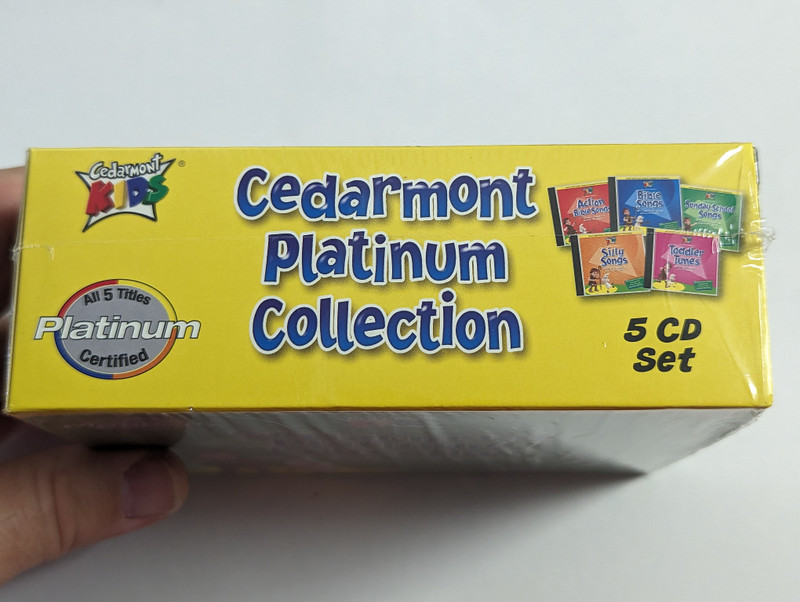 Cedarmont
KIDS
®
Cedarmont
Platinum
Collection
All 5 Titles
Platinum
Certified
Action
Bible Songs
Bible
Songs
Sunday School
Songs
Silly
Songs
Toddler
Tunes
5 CD
Set